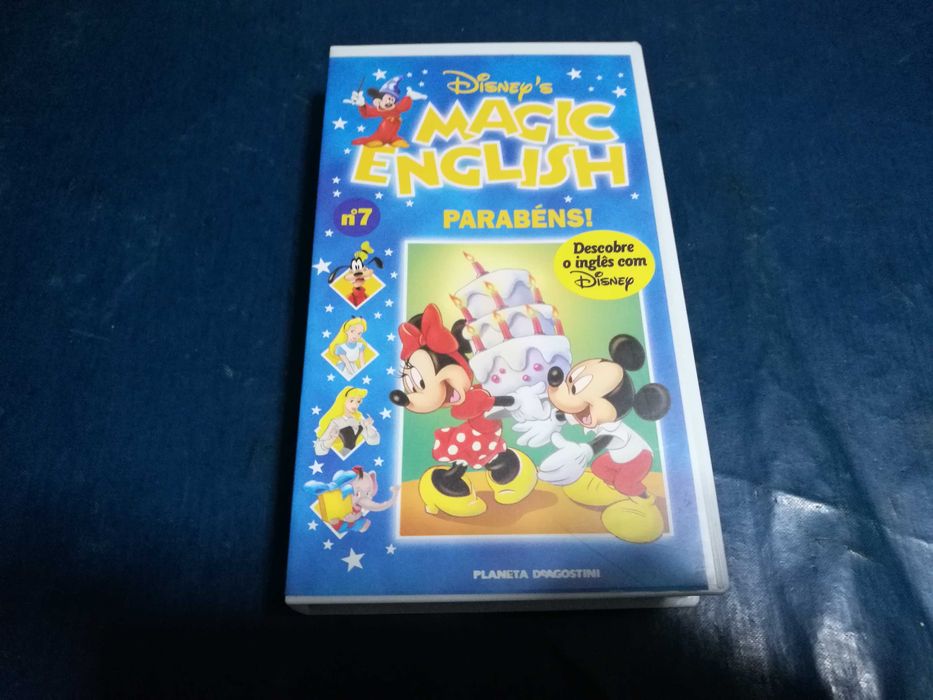 Disney's
MAGIC
ENGLISH
nº7
PARABÉNS!
Descobre
o inglês com
Disney
PLANETA DeAGOSTINI